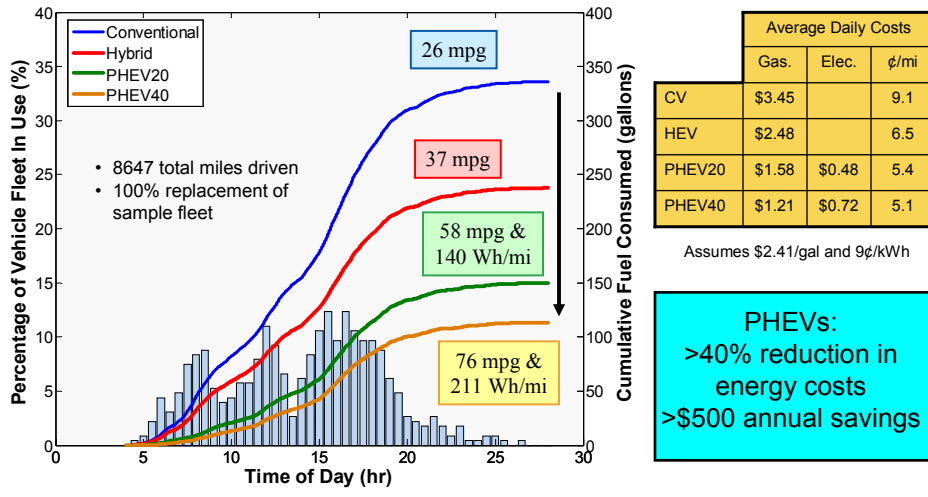 Conventional
Hybrid
PHEV20
PHEV40
40
35
30
25
20
15
10
5
0
Percentage of Vehicle Fleet In Use (%)
• 8647 total miles driven
• 100% replacement of
sample fleet
26 mpg
37 mpg
58 mpg &
140 Wh/mi
76 mpg &
211 Wh/mi
0 5 10 15 20 25 30
Time of Day (hr)
400
350
300
250
200
150
100
50
0
Cumulative Fuel Consumed (gallons)
Average Daily Costs
Gas. Elec. ¢/mi
CV $3.45 9.1
HEV $2.48 6.5
PHEV20 $1.58 $0.48 5.4
PHEV40 $1.21 $0.72 5.1
Assumes $2.41/gal and 9¢/kWh
PHEVs:
>40% reduction in
energy costs
>$500 annual savings